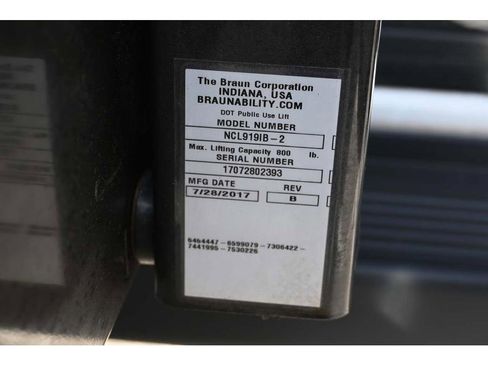 The Braun Corporation
INDIANA, USA
BRAUNABILITY.COM
DOT Public Use Lift
MODEL NUMBER
NCL919IB-2
Max. Lifting Capacity 800 lb.
SERIAL NUMBER
17072802393
MFG DATE REV
7/28/2017 B
6464447-6599079-7306422-
7441995-7530226